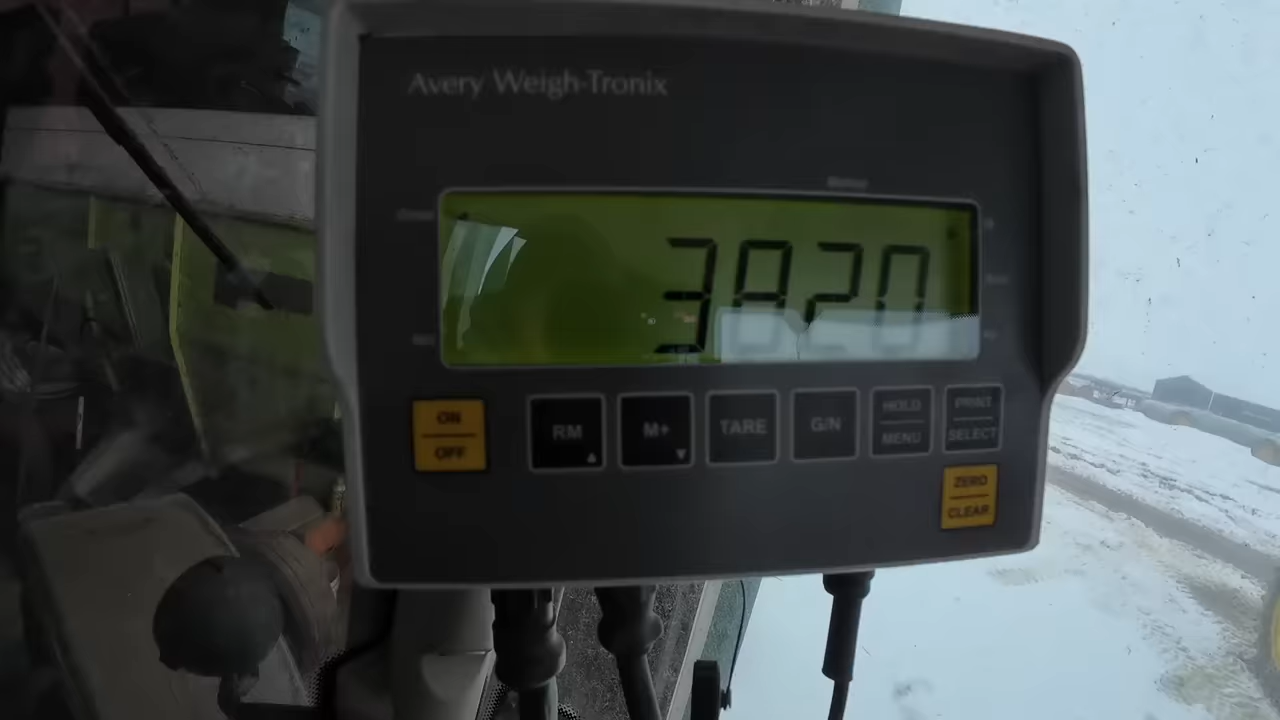 Avery Weigh-Tronix
3820
ON
OFF
RM
M+
TARE
G/N
HOLD
MENU
PRINT
SELECT
ZERO
CLEAR